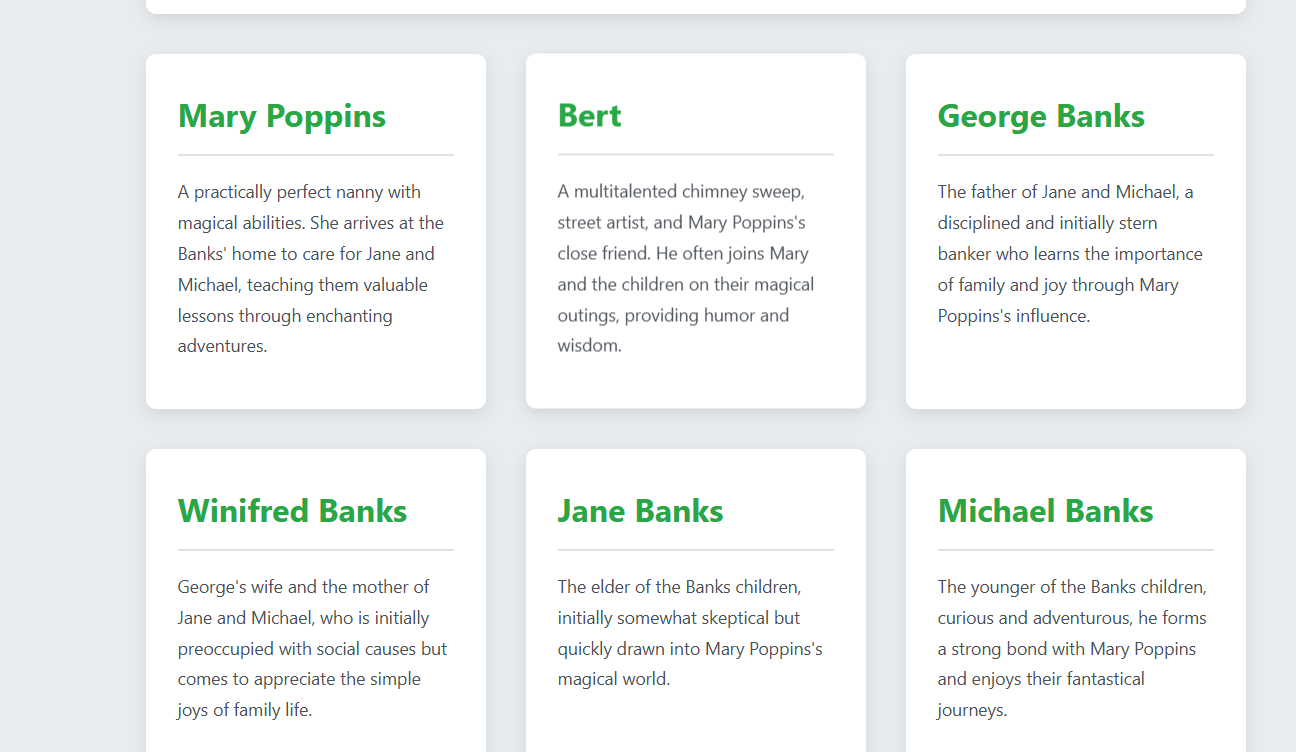 Mary Poppins
A practically perfect nanny with
magical abilities. She arrives at the
Banks' home to care for Jane and
Michael, teaching them valuable
lessons through enchanting
adventures.
Bert
A multitalented chimney sweep,
street artist, and Mary Poppins's
close friend. He often joins Mary
and the children on their magical
outings, providing humor and
wisdom.
George Banks
The father of Jane and Michael, a
disciplined and initially stern
banker who learns the importance
of family and joy through Mary
Poppins's influence.
Winifred Banks
George's wife and the mother of
Jane and Michael, who is initially
preoccupied with social causes but
comes to appreciate the simple
joys of family life.
Jane Banks
The elder of the Banks children,
initially somewhat skeptical but
quickly drawn into Mary Poppins's
magical world.
Michael Banks
The younger of the Banks children,
curious and adventurous, he forms
a strong bond with Mary Poppins
and enjoys their fantastical
journeys.